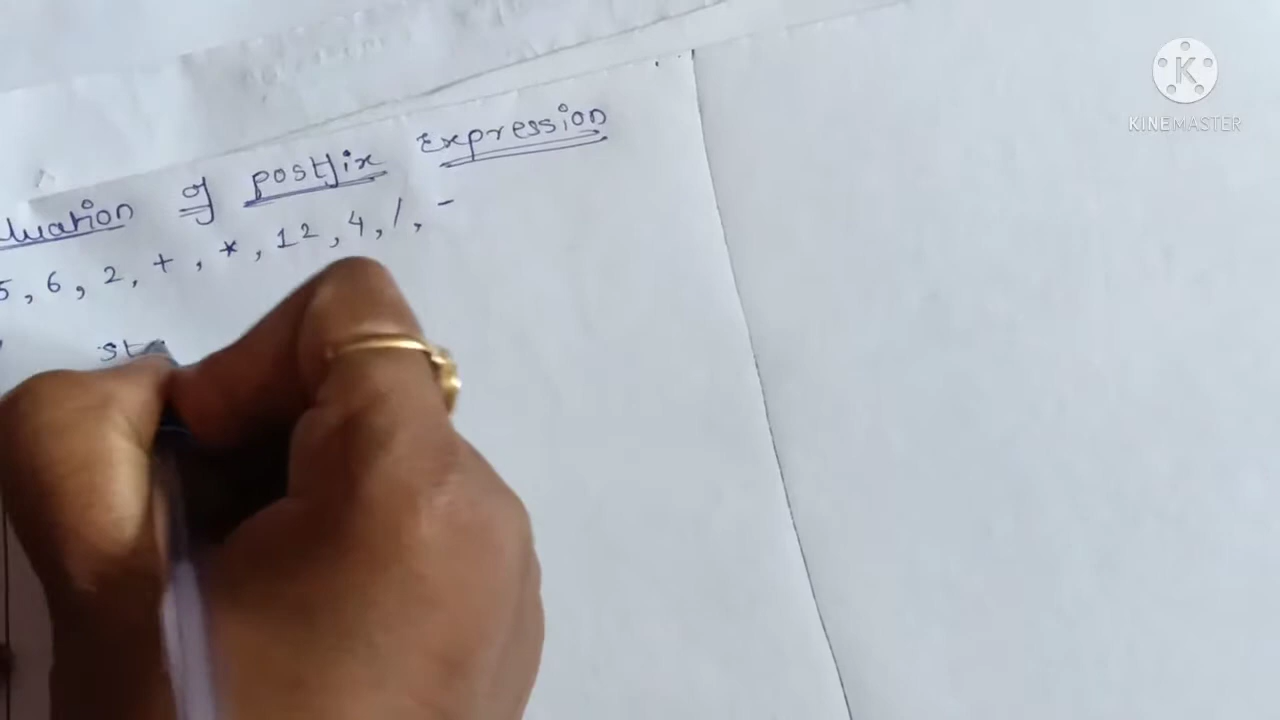 of postfix Expression
5, 6, 2, +, *, 12, 4, /, -
KINEMASTER